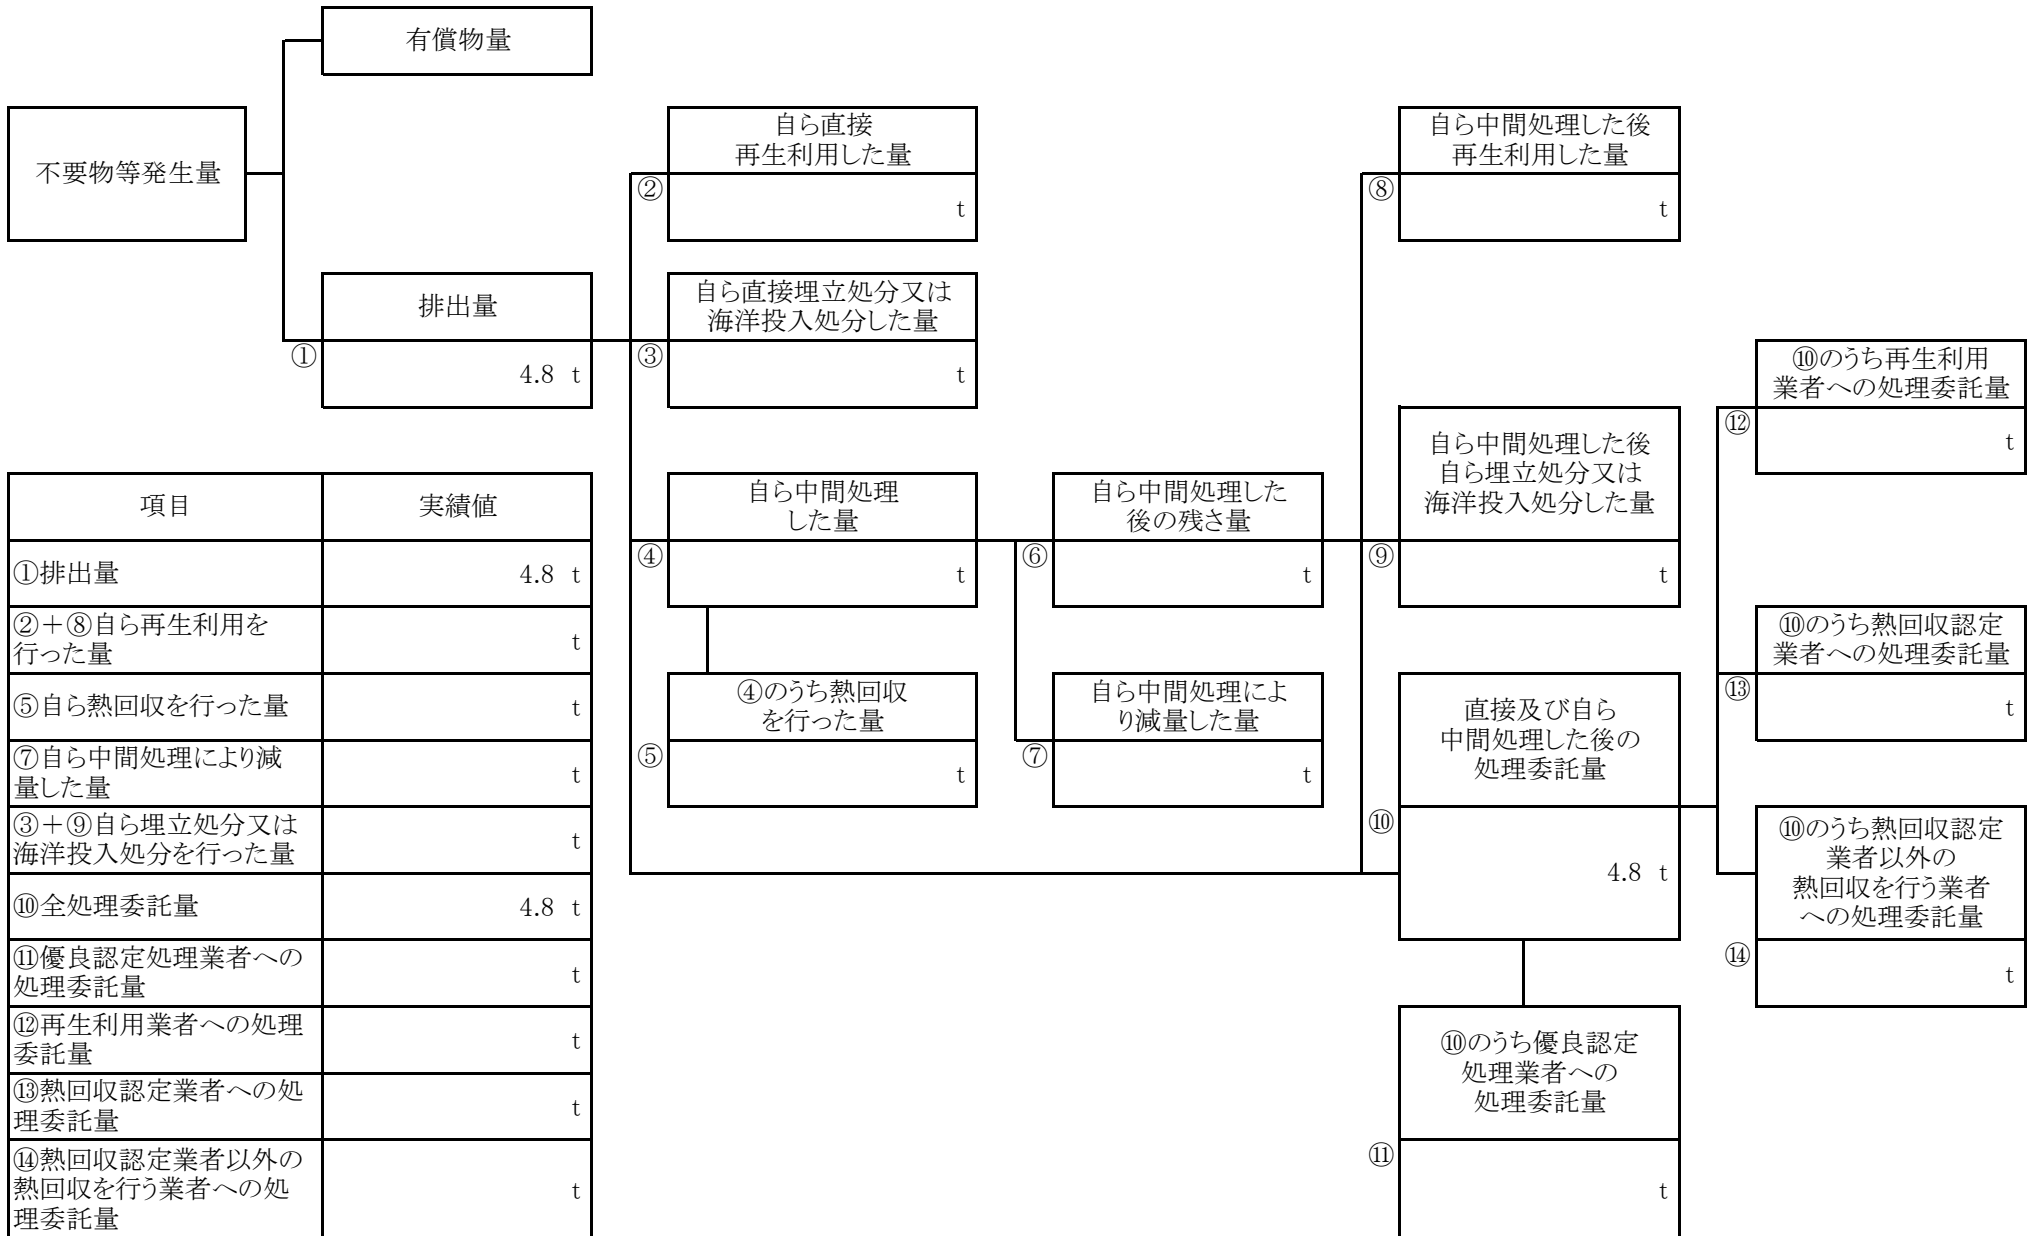 有償物量
不要物等発生量
自ら直接
再生利用した量
②
t
自ら中間処理した後
再生利用した量
⑧
t
排出量
①
4.8 t
自ら直接埋立処分又は
海洋投入処分した量
③
t
⑩のうち再生利用
業者への処理委託量
⑫
t
自ら中間処理
した量
④
t
自ら中間処理した
後の残さ量
⑥
t
自ら中間処理した後
自ら埋立処分又は
海洋投入処分した量
⑨
t
⑩のうち熱回収認定
業者への処理委託量
⑬
t
④のうち熱回収
を行った量
⑤
t
自ら中間処理によ
り減量した量
⑦
t
直接及び自ら
中間処理した後の
処理委託量
⑩
4.8 t
⑩のうち熱回収認定
業者以外の
熱回収を行う業者
への処理委託量
⑭
t
⑩のうち優良認定
処理業者への
処理委託量
⑪
t
項目 実績値
①排出量 4.8 t
②＋⑧自ら再生利用を
行った量
t
⑤自ら熱回収を行った量 t
⑦自ら中間処理により減
量した量
t
③＋⑨自ら埋立処分又は
海洋投入処分を行った量
t
⑩全処理委託量 4.8 t
⑪優良認定処理業者への
処理委託量
t
⑫再生利用業者への処理
委託量
t
⑬熱回収認定業者への処
理委託量
t
⑭熱回収認定業者以外の
熱回収を行う業者への処
理委託量
t